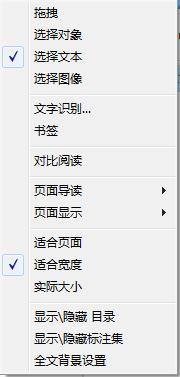 拖拽
选择对象
选择文本
选择图像
文字识别...
书签
对比阅读
页面导读
页面显示
适合页面
适合宽度
实际大小
显示\隐藏 目录
显示\隐藏标注集
全文背景设置